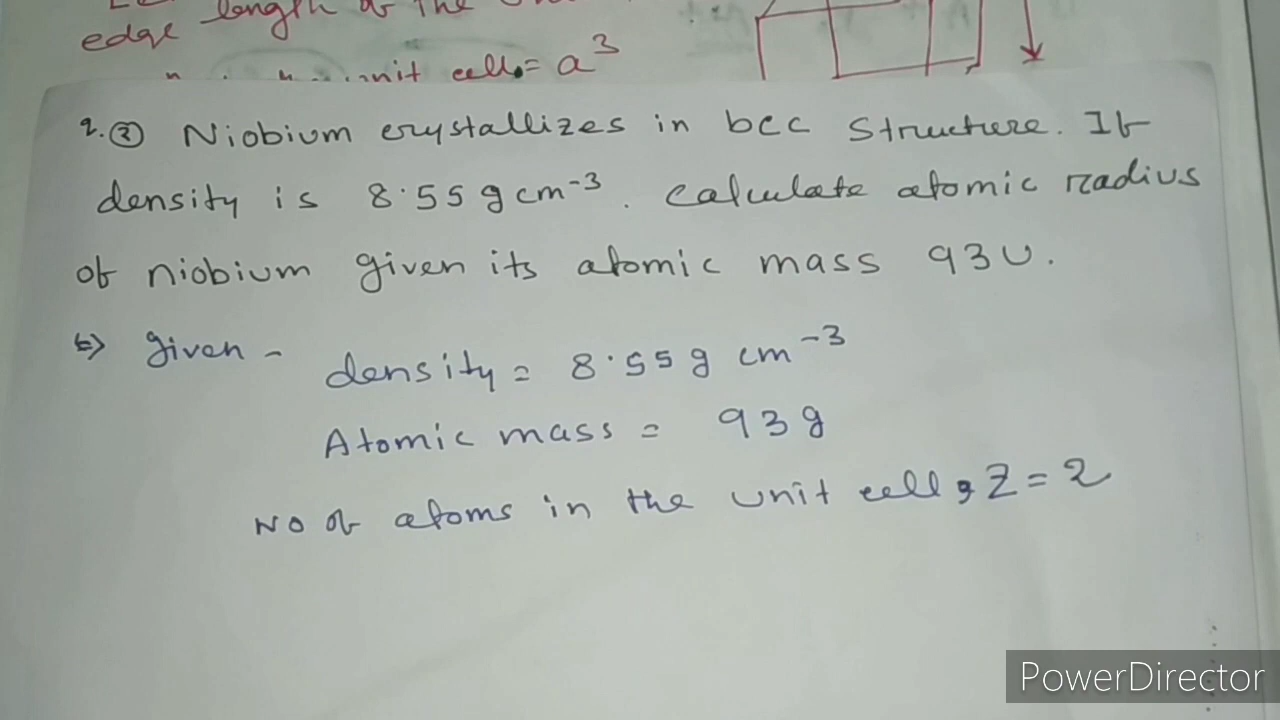 edge length of the
unit cell = a³
q.② Niobium crystallizes in bcc structure. If
density is 8.55 g cm⁻³. calculate atomic radius
of niobium given its atomic mass 93 U.
⇒ given - density = 8.55 g cm⁻³
Atomic mass = 93 g
No of atoms in the unit cell, Z = 2
PowerDirector